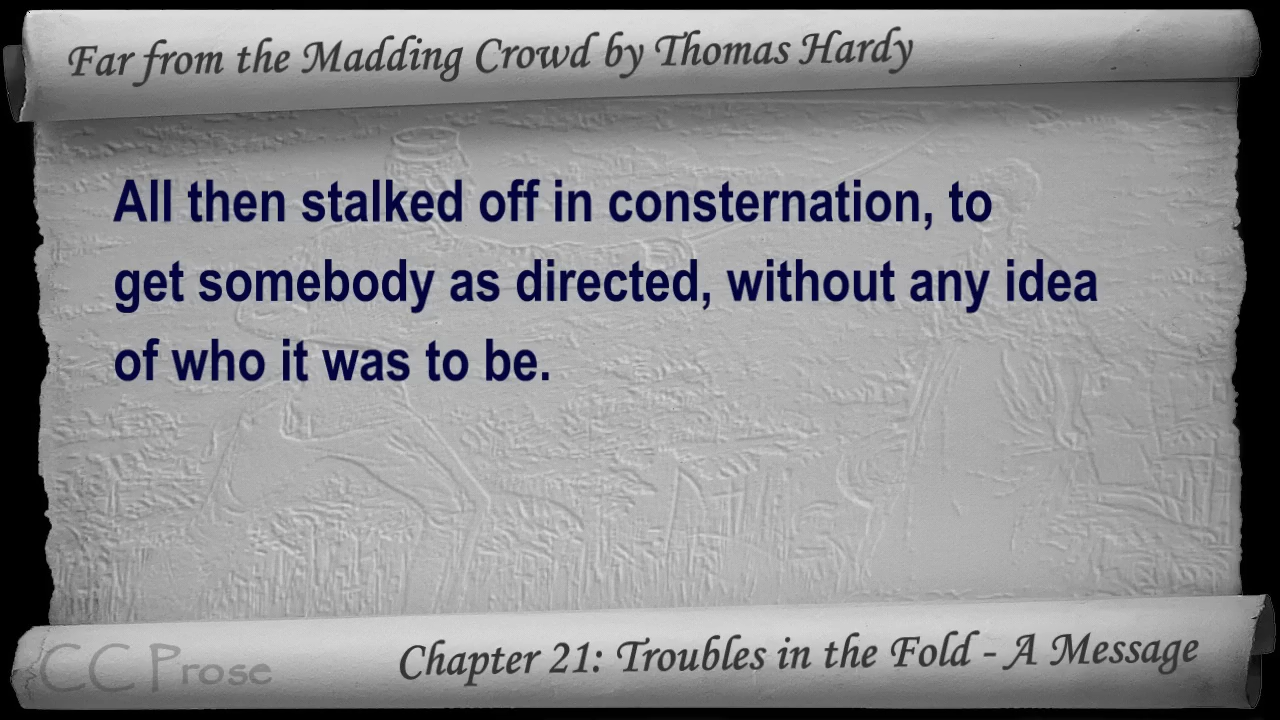 Far from the Madding Crowd by Thomas Hardy
All then stalked off in consternation, to
get somebody as directed, without any idea
of who it was to be.
Chapter 21: Troubles in the Fold - A Message
CC Prose